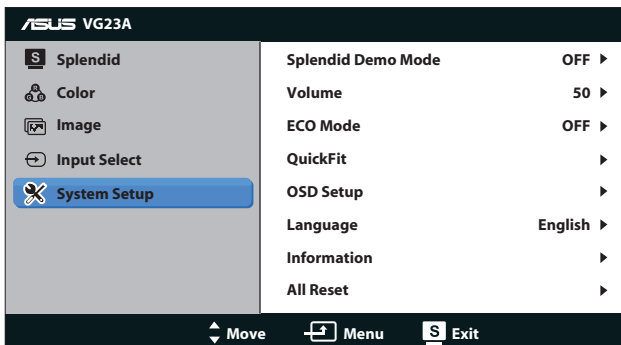 ASUS VG23A
S Splendid
Color
Image
Input Select
System Setup
Splendid Demo Mode OFF
Volume 50
ECO Mode OFF
QuickFit
OSD Setup
Language English
Information
All Reset
Move Menu S Exit